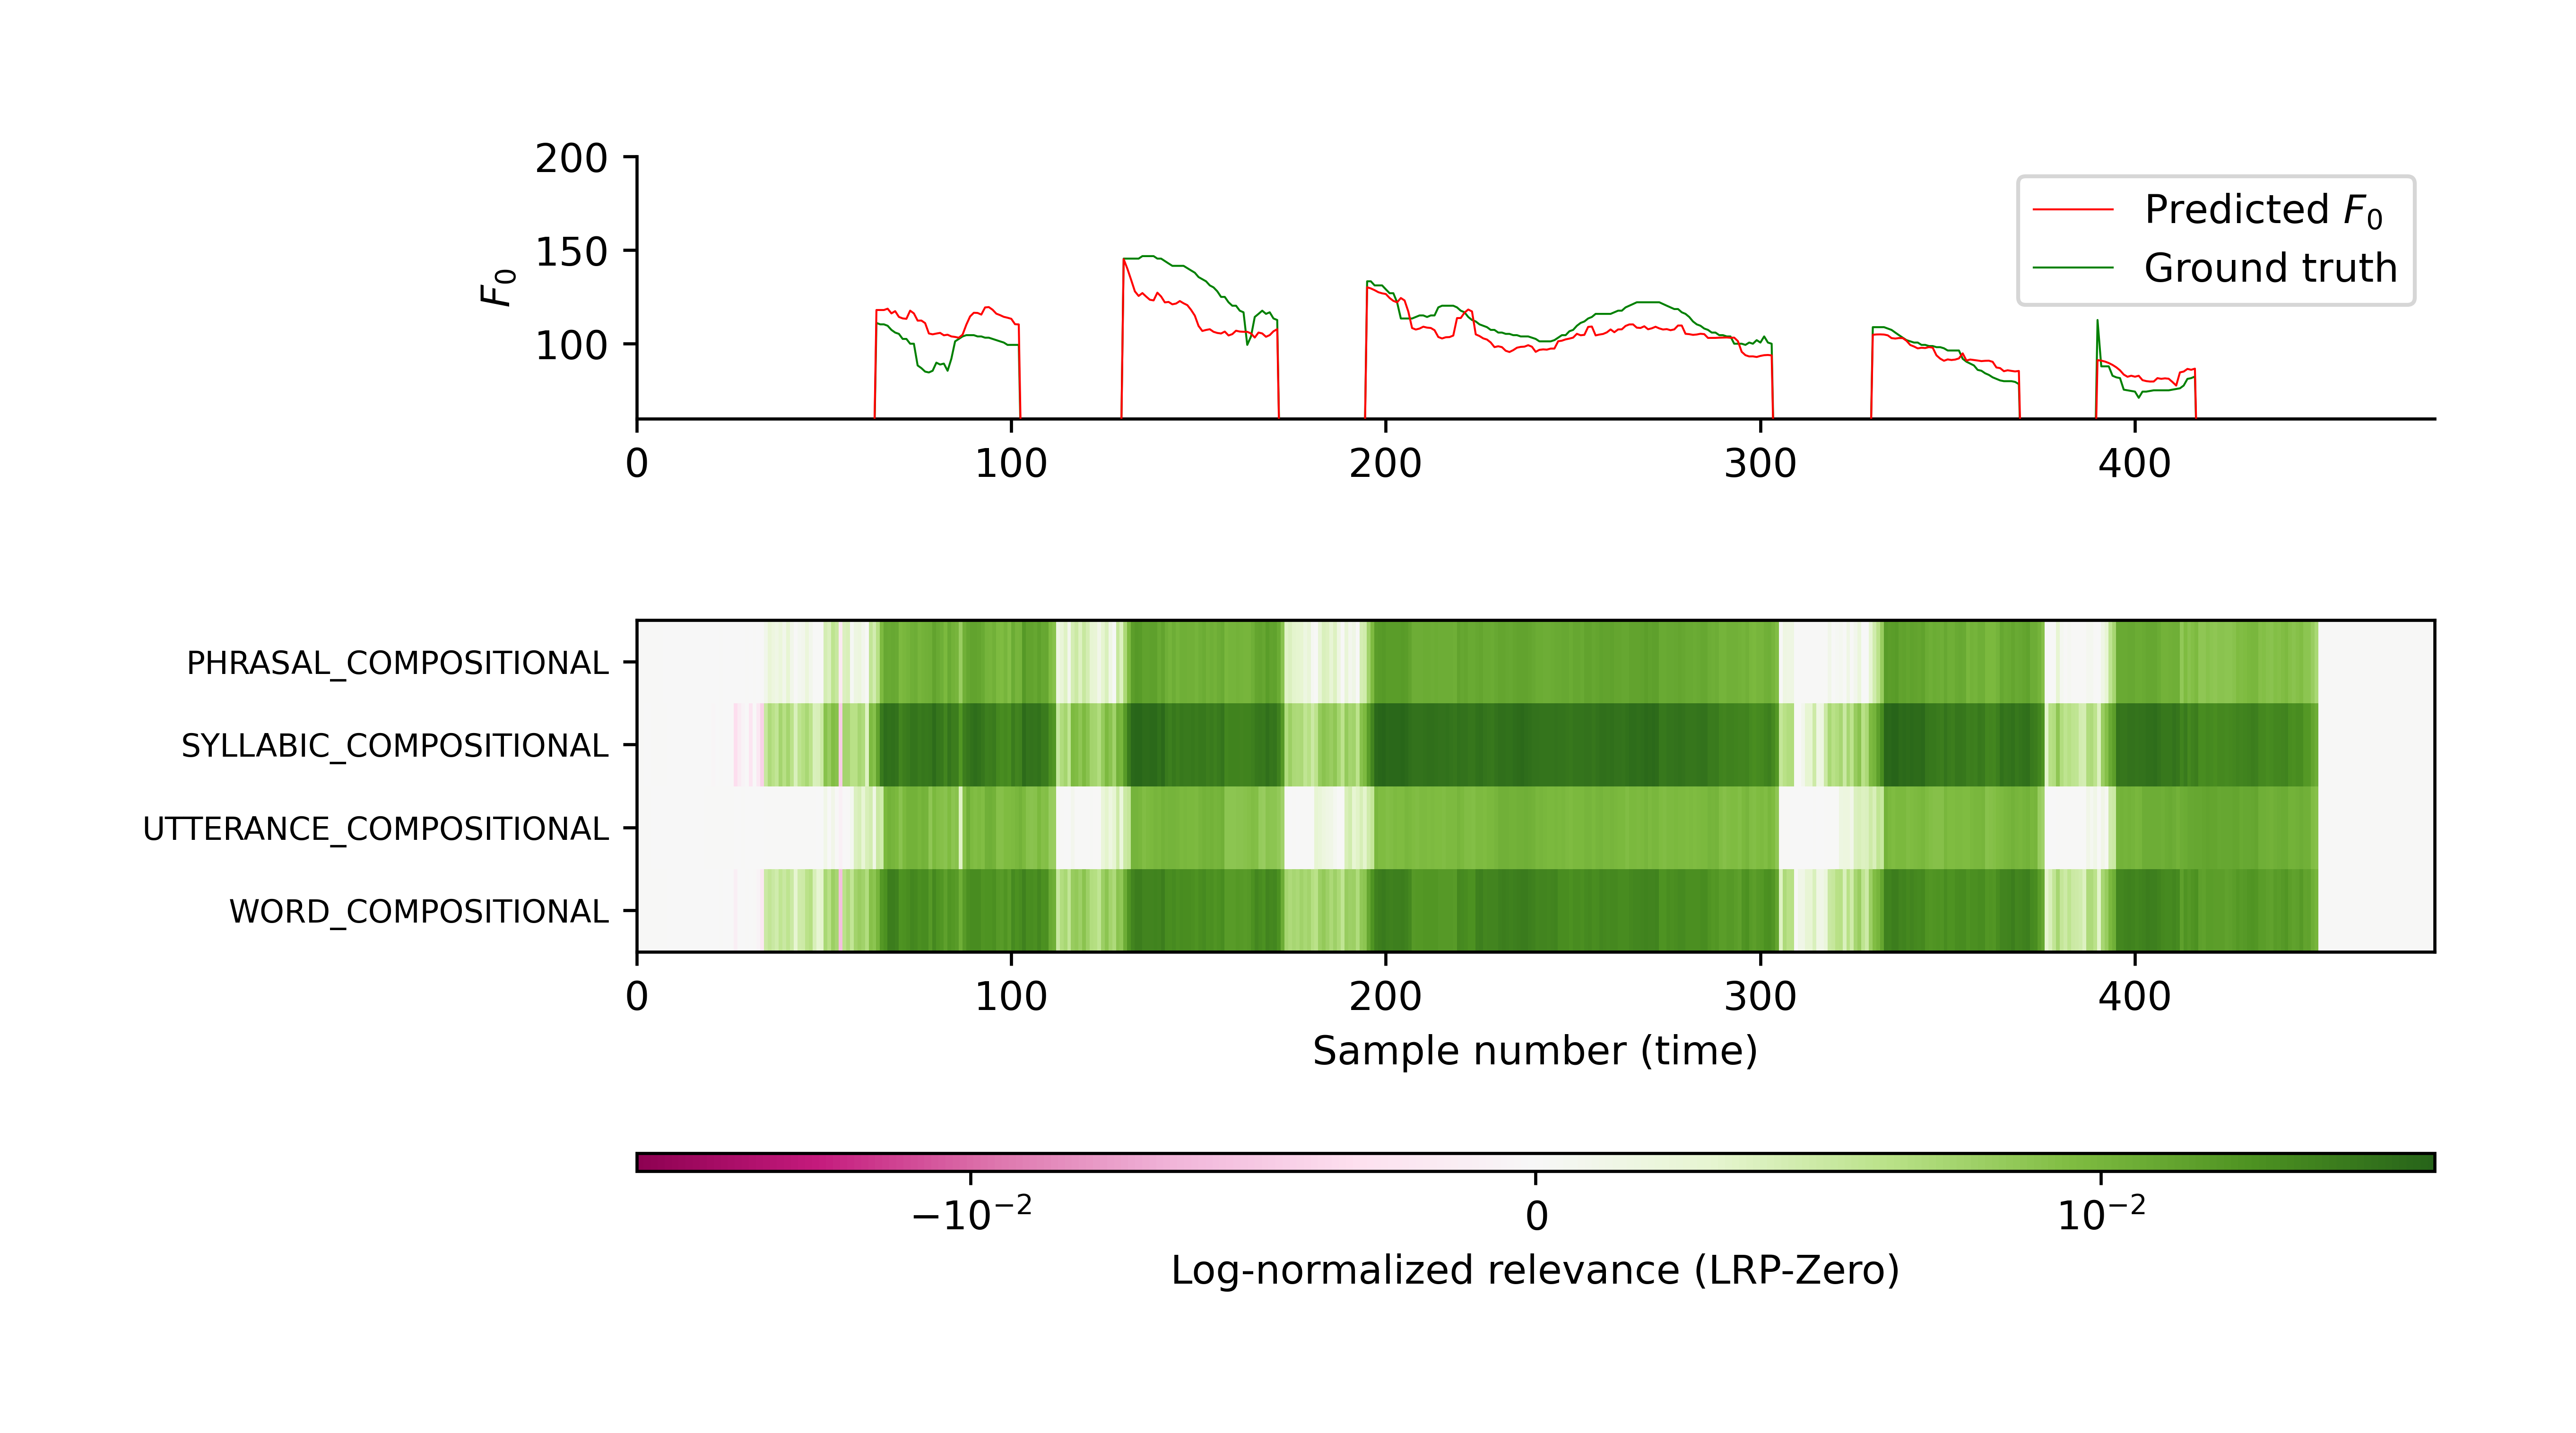 200
150
100
F₀
Predicted F₀
Ground truth
0 100 200 300 400
PHRASAL_COMPOSITIONAL
SYLLABIC_COMPOSITIONAL
UTTERANCE_COMPOSITIONAL
WORD_COMPOSITIONAL
0 100 200 300 400
Sample number (time)
−10⁻² 0 10⁻²
Log-normalized relevance (LRP-Zero)